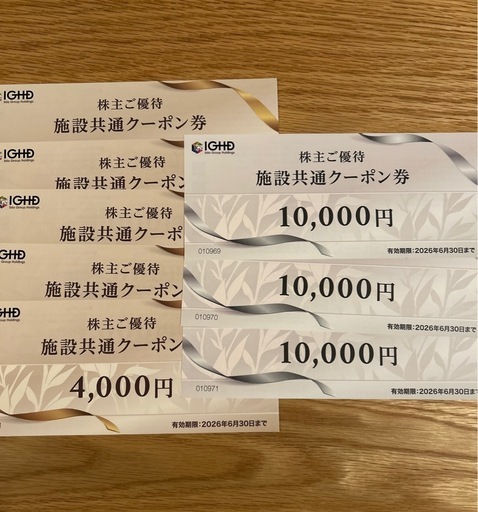 IGHD
株主ご優待
施設共通クーポン券
IGHD
株主ご優待
施設共通クーポン
IGHD
株主ご優待
施設共通クーポン
GHD
株主ご優待
施設共通クーポン
GHD
株主ご優待
施設共通クーポン
4,000円
有効期限:2026年6月30日まで
IGHD
株主ご優待
施設共通クーポン券
10,000円
010969
有効期限:2026年6月30日まで
10,000円
010970
有効期限:2026年6月30日まで
10,000円
010971
有効期限:2026年6月30日まで